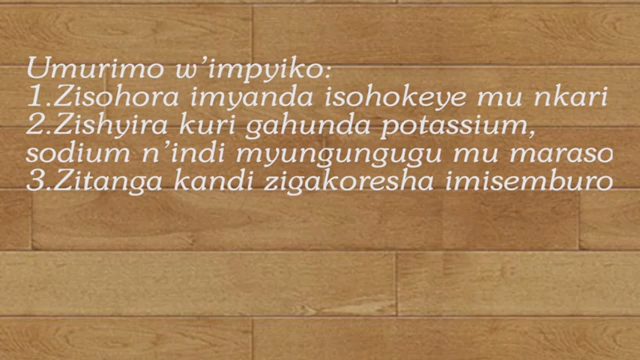 Umurimo w’impyiko:
1.Zisohora imyanda isohokeye mu nkari
2.Zishyira kuri gahunda potassium,
sodium n’indi myungungugu mu maraso
3.Zitanga kandi zigakoresha imisemburo